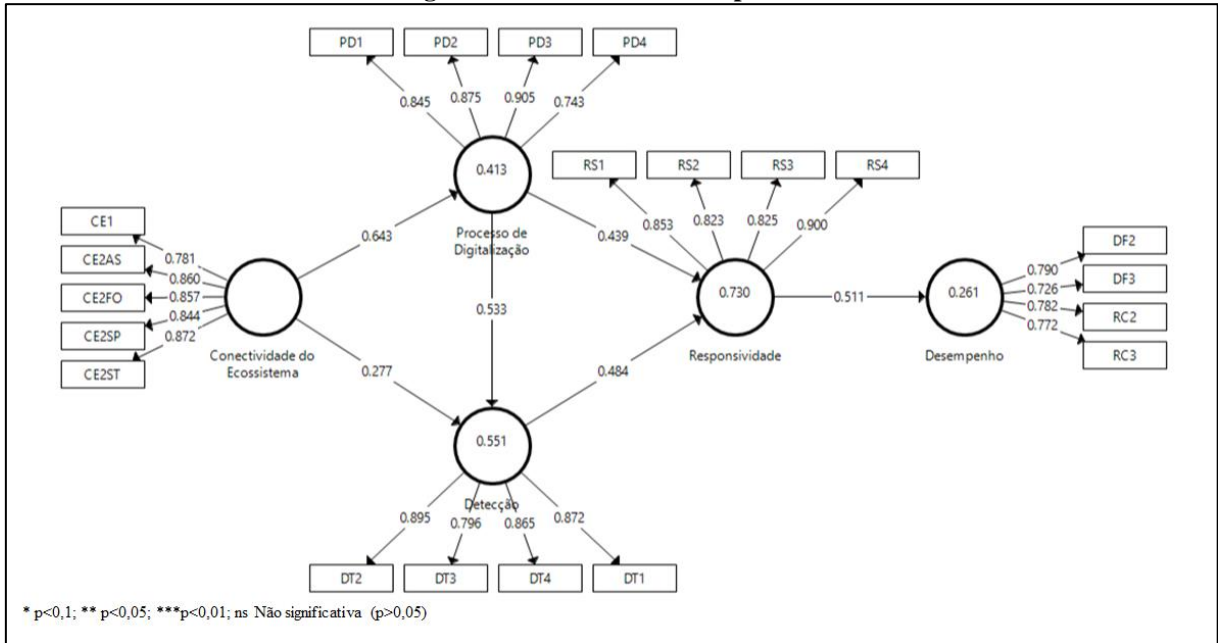 PD1 PD2 PD3 PD4
0.845 0.875 0.905 0.743
0.413
Processo de
Digitalização
RS1 RS2 RS3 RS4
0.853 0.823 0.825 0.900
CE1
CE2AS
CE2FO
CE2SP
CE2ST
0.781
0.860
0.857
0.844
0.872
Conectividade do
Ecossistema
0.643
0.277
0.533
0.439
0.484
0.730
Responsividade
0.511
0.261
Desempenho
0.790
0.726
0.782
0.772
DF2
DF3
RC2
RC3
0.551
Detecção
0.895 0.796 0.865 0.872
DT2 DT3 DT4 DT1
* p<0,1; ** p<0,05; ***p<0,01; ns Não significativa (p>0,05)